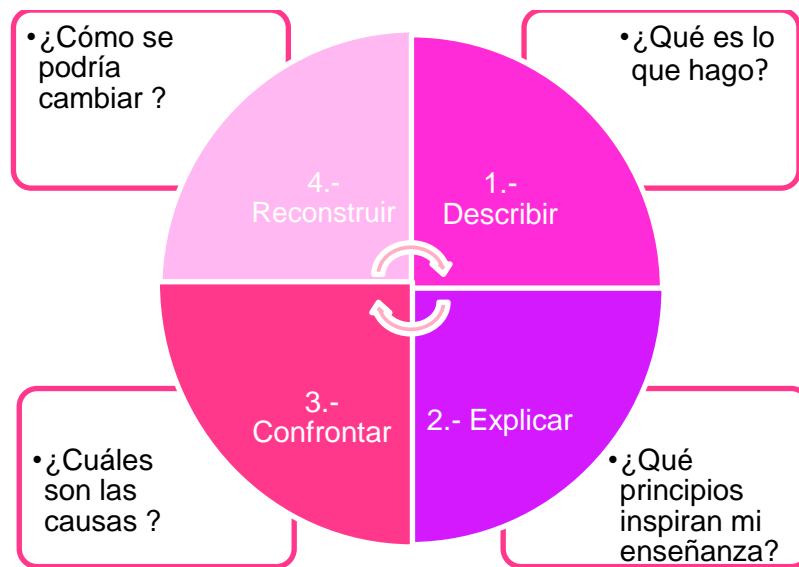 •¿Cómo se
podría
cambiar ?
•¿Qué es lo
que hago?
4.-
Reconstruir
1.-
Describir
3.-
Confrontar
2.- Explicar
•¿Cuáles
son las
causas ?
•¿Qué
principios
inspiran mi
enseñanza?